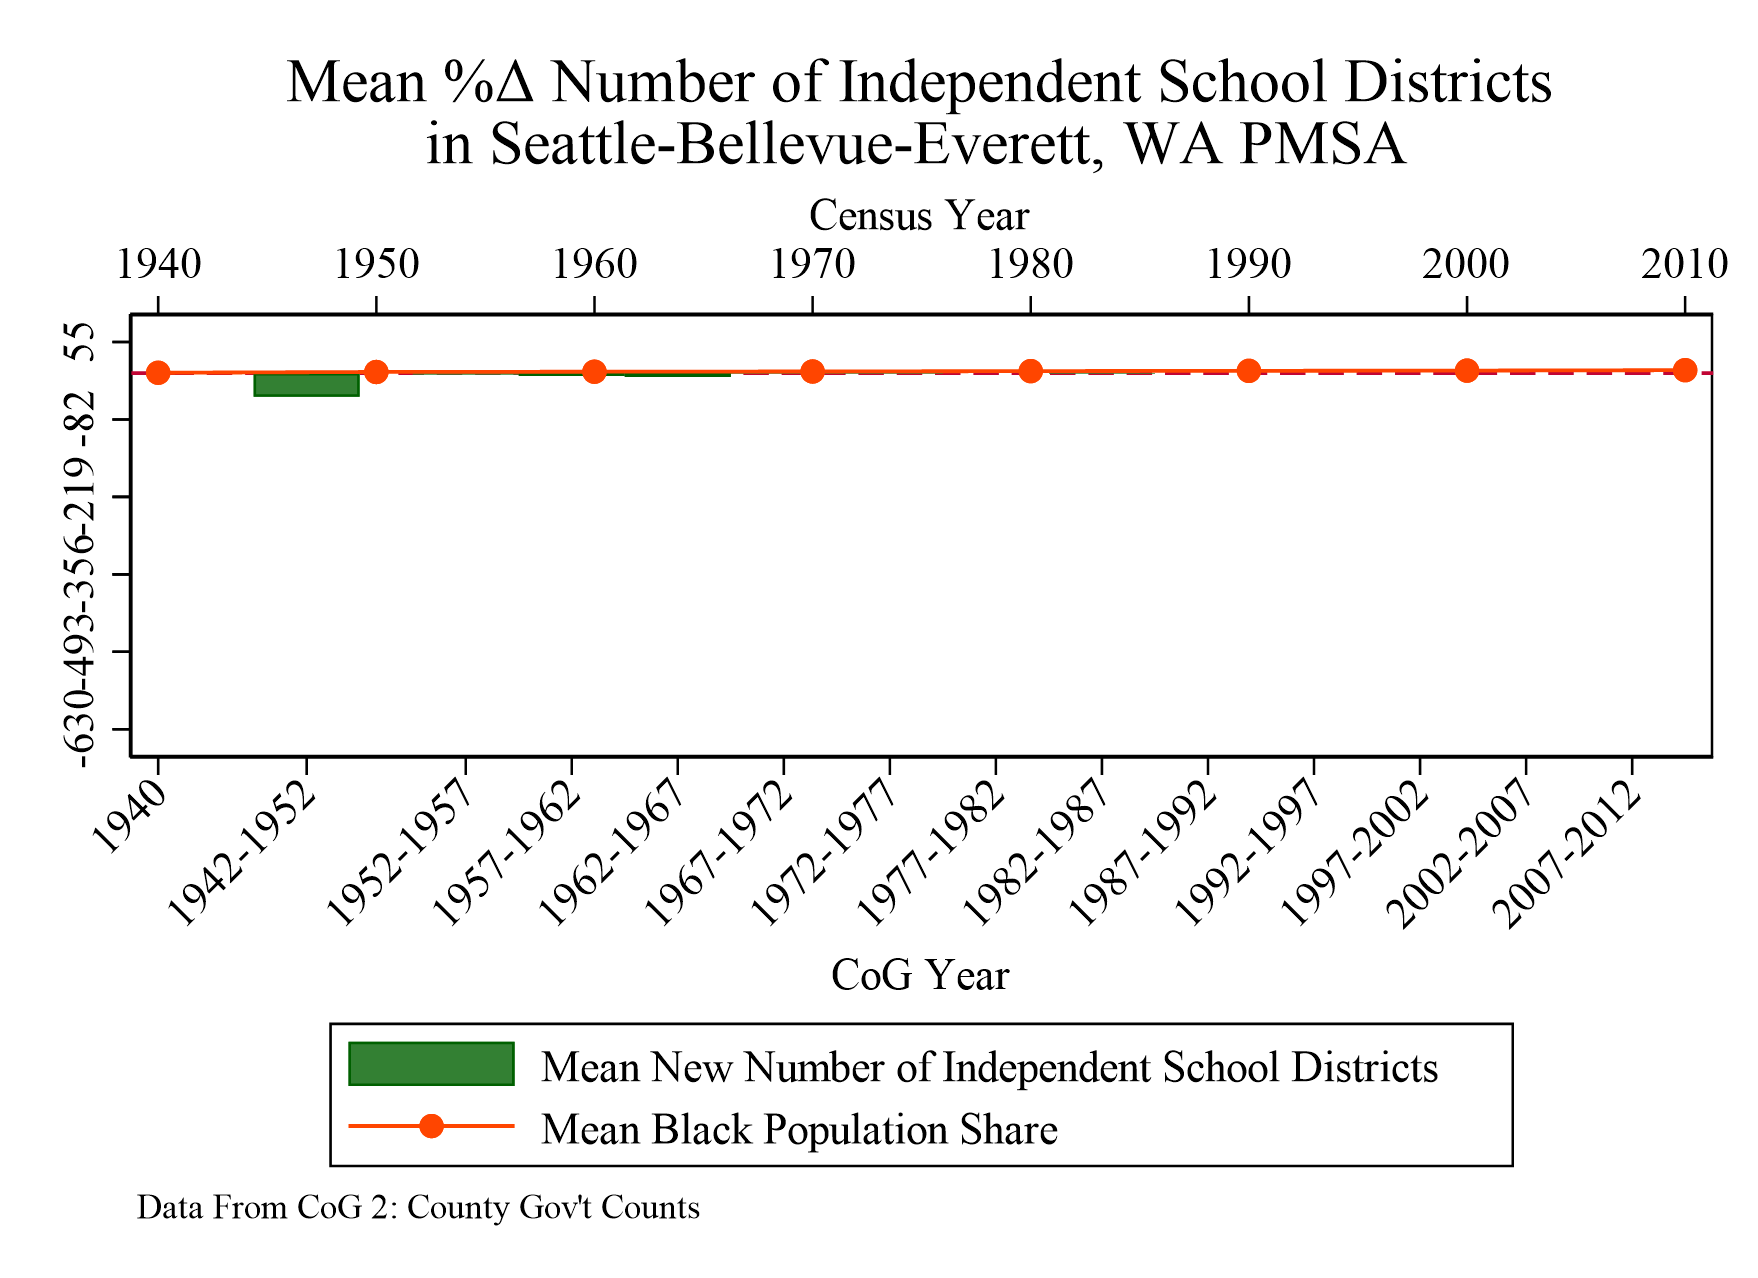 Mean %Δ Number of Independent School Districts
in Seattle-Bellevue-Everett, WA PMSA
Census Year
1940 1950 1960 1970 1980 1990 2000 2010
55
-82
-219
-356
-493
-630
1940 1942-1952 1952-1957 1957-1962 1962-1967 1967-1972 1972-1977 1977-1982 1982-1987 1987-1992 1992-1997 1997-2002 2002-2007 2007-2012
CoG Year
Mean New Number of Independent School Districts
Mean Black Population Share
Data From CoG 2: County Gov't Counts